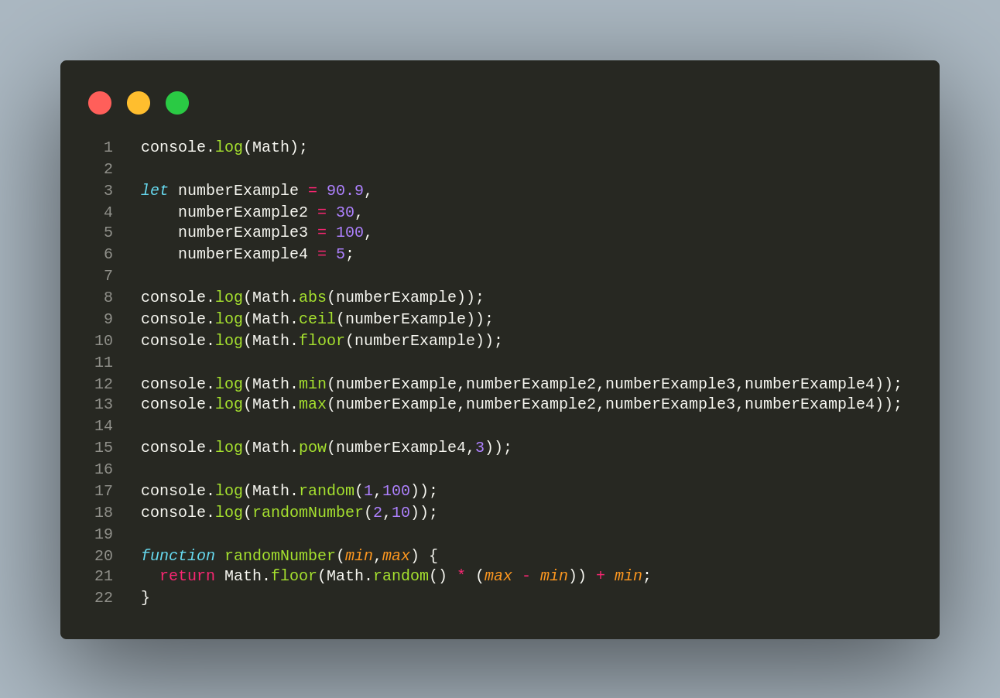 1 console.log(Math);
2
3 let numberExample = 90.9,
4     numberExample2 = 30,
5     numberExample3 = 100,
6     numberExample4 = 5;
7
8 console.log(Math.abs(numberExample));
9 console.log(Math.ceil(numberExample));
10 console.log(Math.floor(numberExample));
11
12 console.log(Math.min(numberExample,numberExample2,numberExample3,numberExample4));
13 console.log(Math.max(numberExample,numberExample2,numberExample3,numberExample4));
14
15 console.log(Math.pow(numberExample4,3));
16
17 console.log(Math.random(1,100));
18 console.log(randomNumber(2,10));
19
20 function randomNumber(min,max) {
21   return Math.floor(Math.random() * (max - min)) + min;
22 }